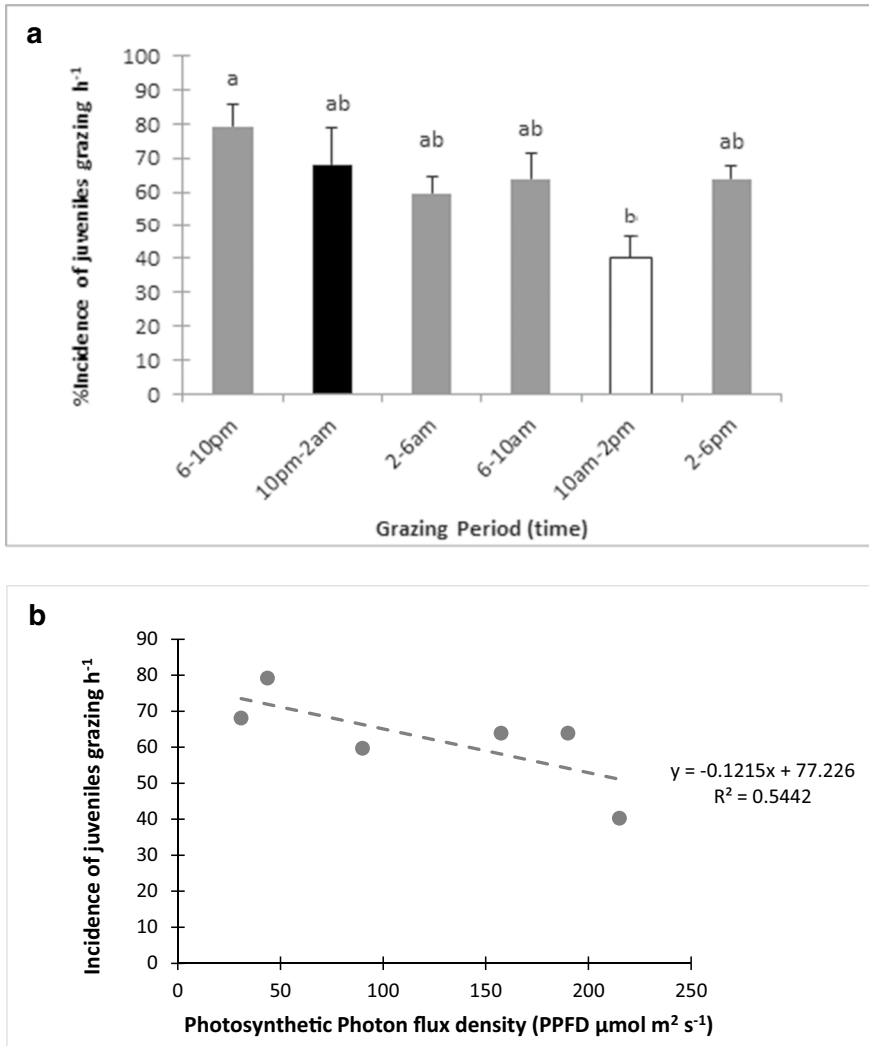 a
%Incidence of juveniles grazing h⁻¹
100
90
80
70
60
50
40
30
20
10
0
a
ab
ab
ab
b
ab
6-10pm
10pm-2am
2-6am
6-10am
10am-2pm
2-6pm
Grazing Period (time)
b
Incidence of juveniles grazing h⁻¹
90
80
70
60
50
40
30
20
10
0
y = -0.1215x + 77.226
R² = 0.5442
0
50
100
150
200
250
Photosynthetic Photon flux density (PPFD μmol m² s⁻¹)